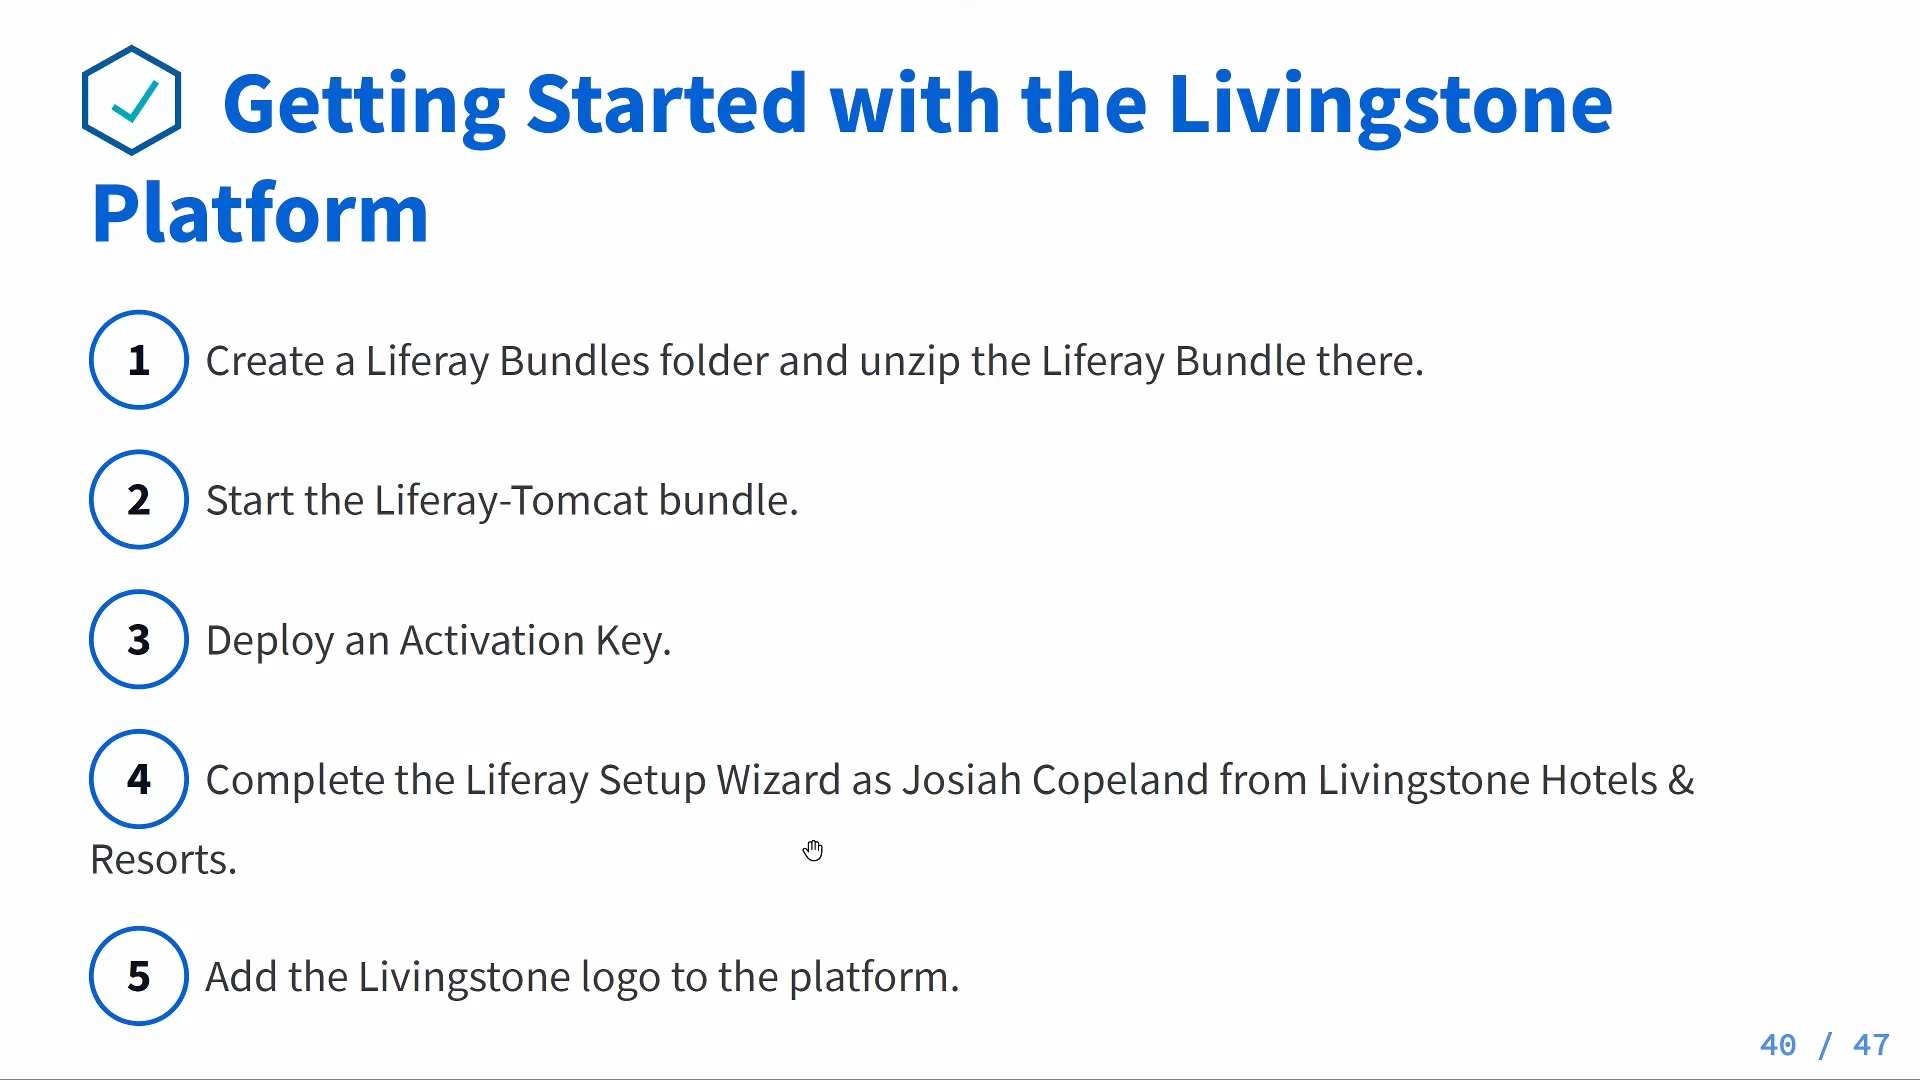 Getting Started with the Livingstone
Platform
1 Create a Liferay Bundles folder and unzip the Liferay Bundle there.
2 Start the Liferay-Tomcat bundle.
3 Deploy an Activation Key.
4 Complete the Liferay Setup Wizard as Josiah Copeland from Livingstone Hotels &
Resorts.
5 Add the Livingstone logo to the platform.
40 / 47